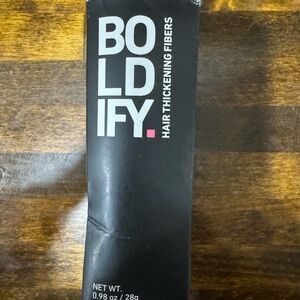 BO
LD
IFY.
HAIR THICKENING FIBERS
NET WT.
0.98 oz / 28g